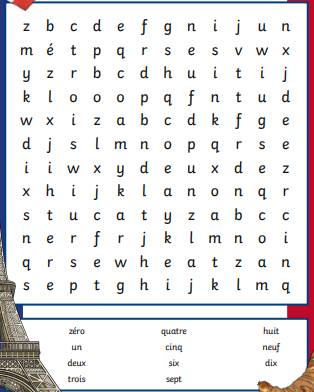 z b c d e f g n i j u n
m é t p q r s e s v w x
y z r b c d h u i t i j
k l o o o p q f n t u d
w x i z a b c d k f g e
d j s l m n o p q r s e
i i w x y d e u x d e z
x h i j k l a n o n q r
s t u c a t y z a b c c
n e r f r j k l m n o i
q r s e w h e a t z a n
s e p t g h i j k l m q
zéro quatre huit
un cinq neuf
deux six dix
trois sept